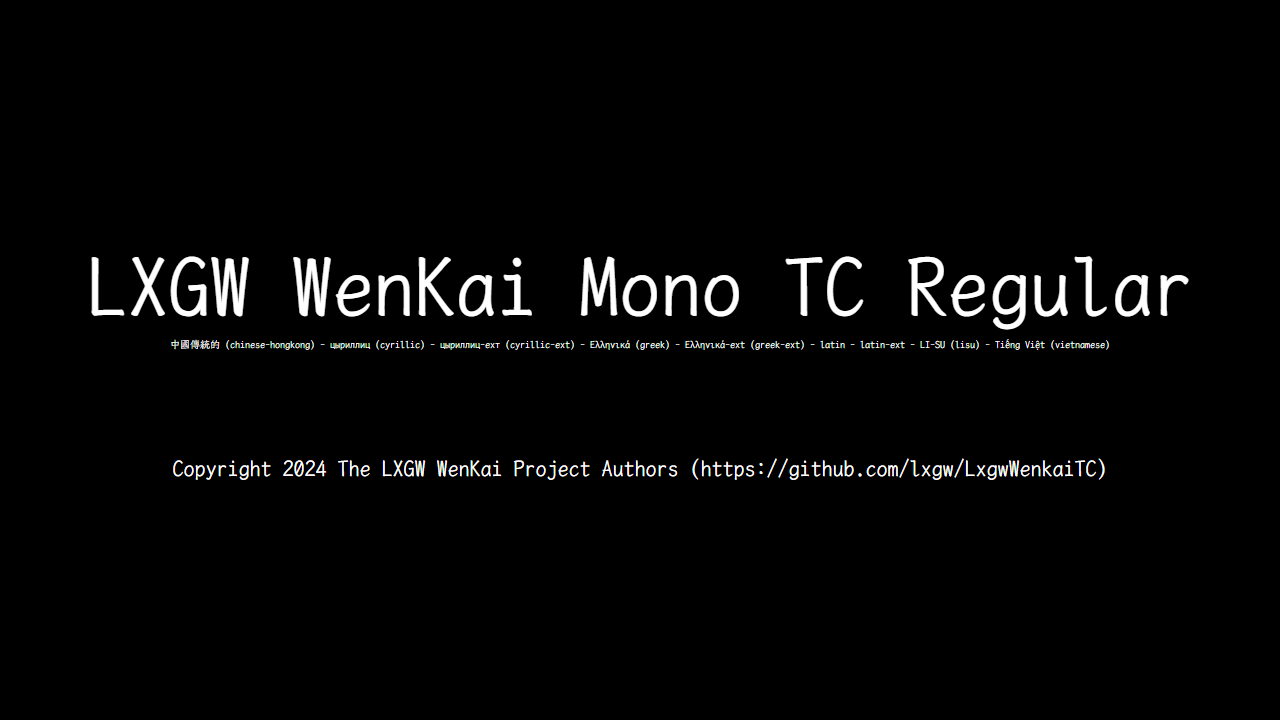 LXGW WenKai Mono TC Regular
中國傳統的 (chinese-hongkong) - цыриллиц (cyrillic) - цыриллиц-ехт (cyrillic-ext) - Ελληνικά (greek) - Ελληνικά-ext (greek-ext) - latin - latin-ext - LI-SU (lisu) - Tiếng Việt (vietnamese)
Copyright 2024 The LXGW WenKai Project Authors (https://github.com/lxgw/LxgwWenkaiTC)